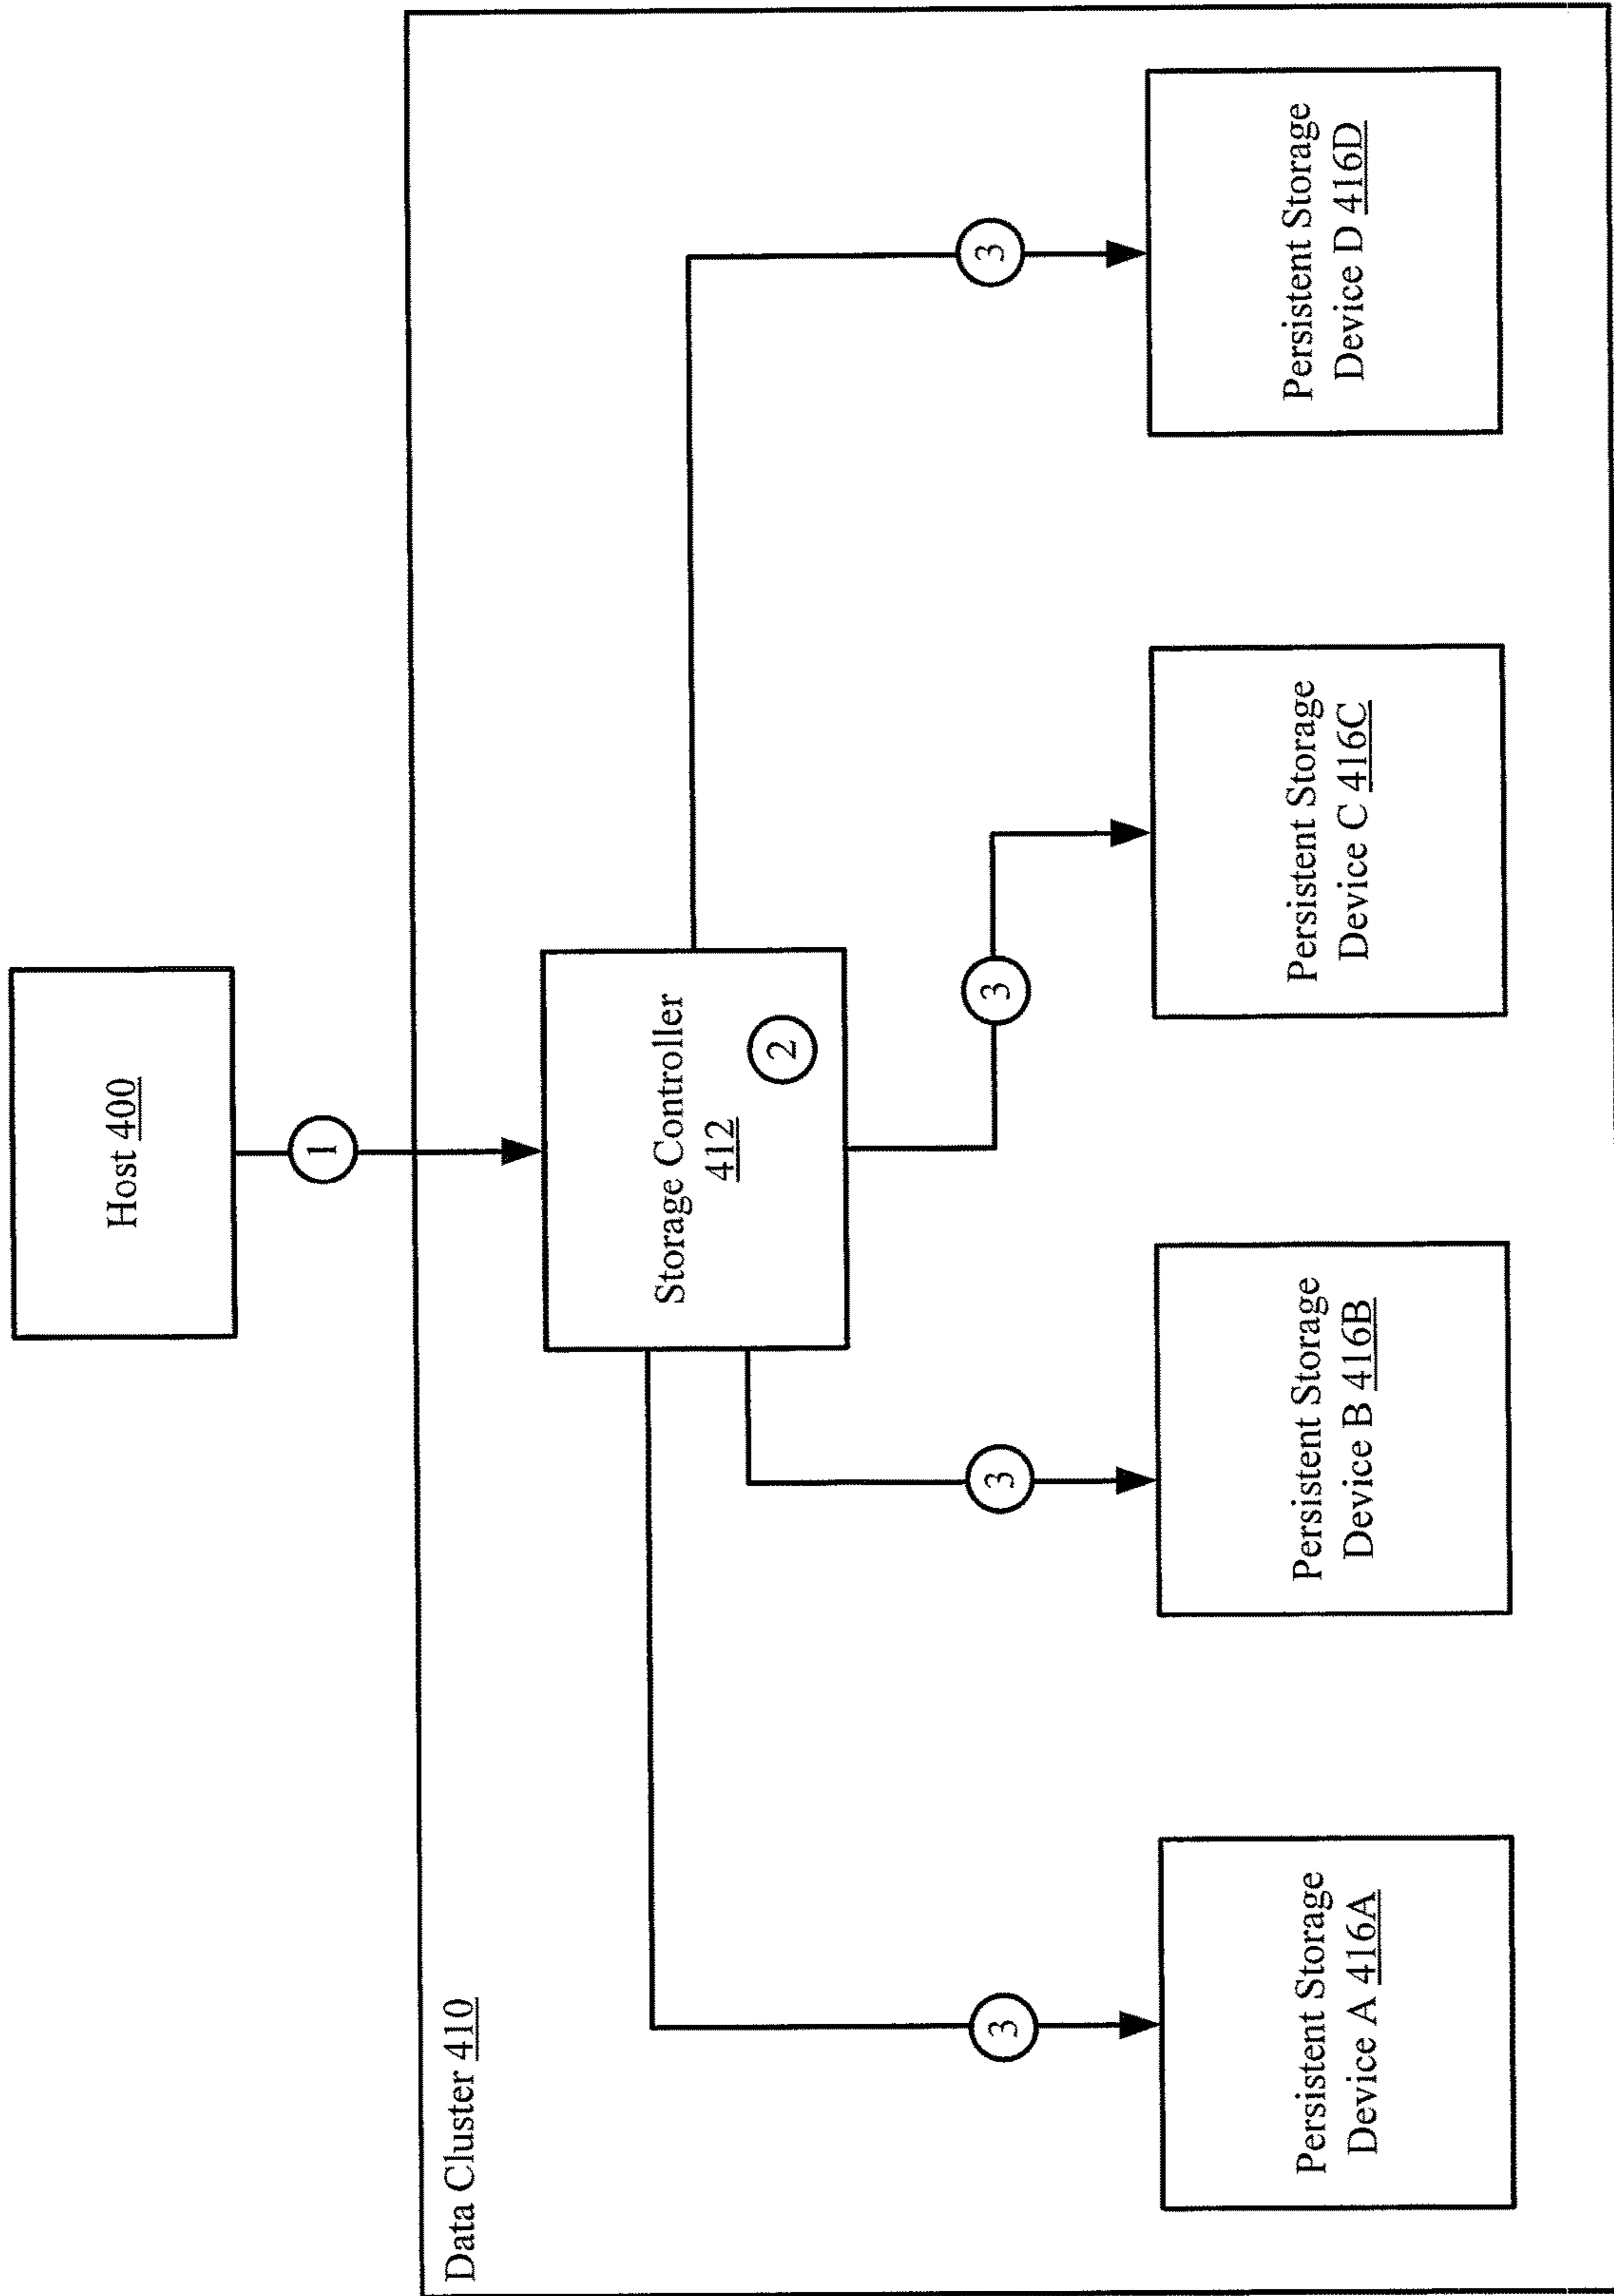 Host 400
1
Data Cluster 410
Storage Controller
412
2
3
3
3
3
Persistent Storage
Device A 416A
Persistent Storage
Device B 416B
Persistent Storage
Device C 416C
Persistent Storage
Device D 416D